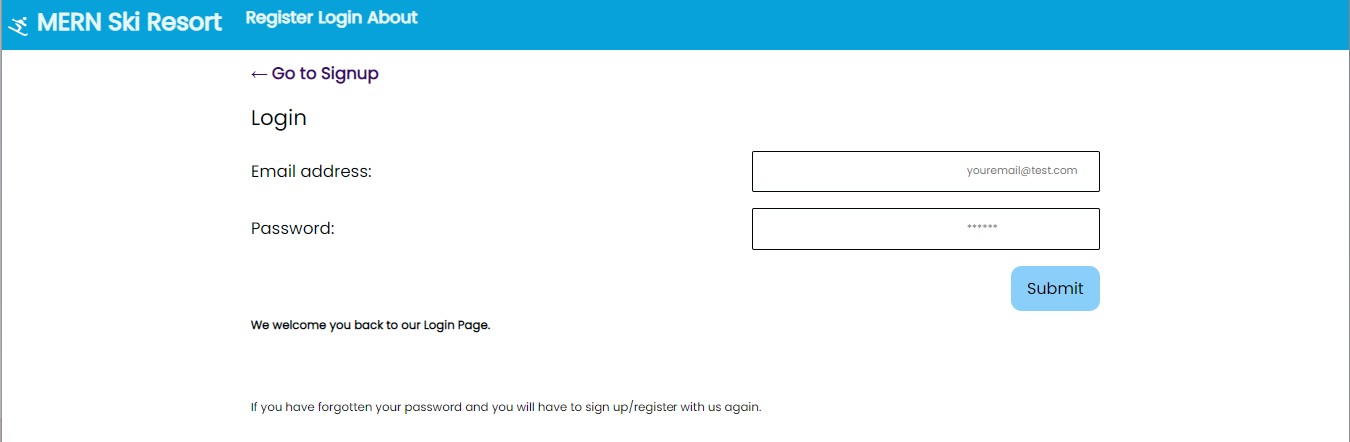 MERN Ski Resort Register Login About
← Go to Signup
Login
Email address: youremail@test.com
Password: ******
Submit
We welcome you back to our Login Page.
If you have forgotten your password and you will have to sign up/register with us again.